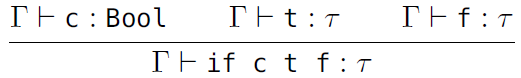 Γ ⊢ c : Bool Γ ⊢ t : τ Γ ⊢ f : τ
Γ ⊢ if c t f : τ